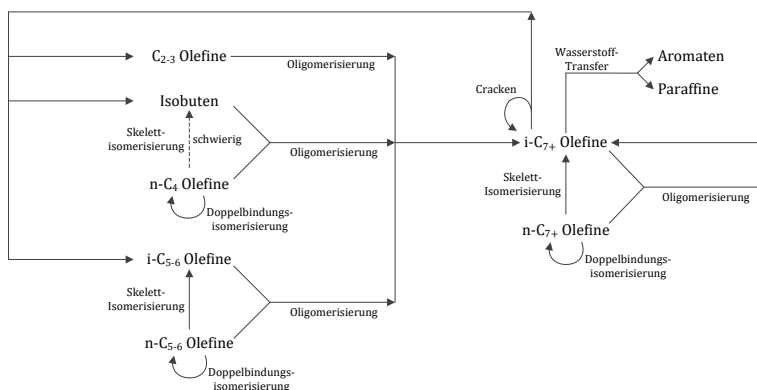 C2-3 Olefine
Oligomerisierung
Isobuten
Skelett-
isomerisierung
schwierig
Oligomerisierung
n-C4 Olefine
Doppelbindungs-
isomerisierung
i-C5-6 Olefine
Skelett-
Isomerisierung
Oligomerisierung
n-C5-6 Olefine
Doppelbindungs-
isomerisierung
Wasserstoff-
Transfer
Aromaten
Paraffine
Cracken
i-C7+ Olefine
Skelett-
Isomerisierung
Oligomerisierung
n-C7+ Olefine
Doppelbindungs-
isomerisierung